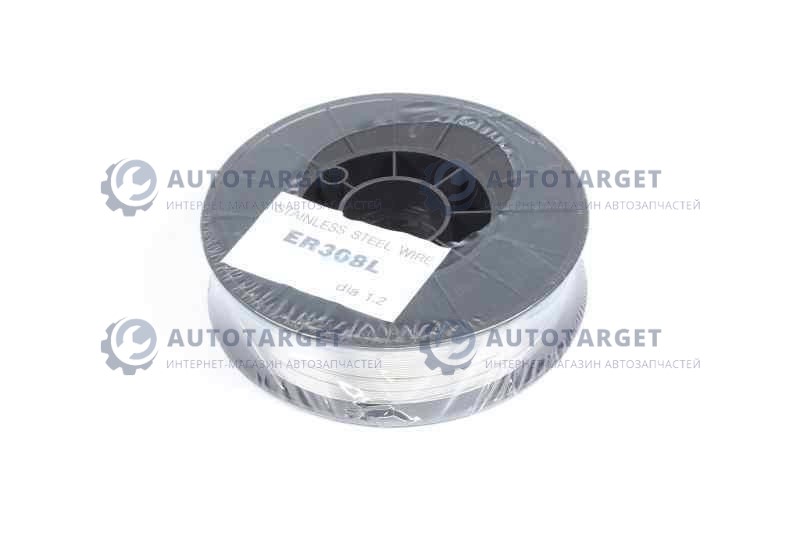 AUTOTARGET
ИНТЕРНЕТ-МАГАЗИН АВТОЗАПЧАСТЕЙ
AUTOTARGET
ИНТЕРНЕТ-МАГАЗИН АВТОЗАПЧАСТЕЙ
STAINLESS STEEL WIRE
ER308L
dia 1.2
AUTOTARGET
ИНТЕРНЕТ-МАГАЗИН АВТОЗАПЧАСТЕЙ
AUTOTARGET
ИНТЕРНЕТ-МАГАЗИН АВТОЗАПЧАСТЕЙ